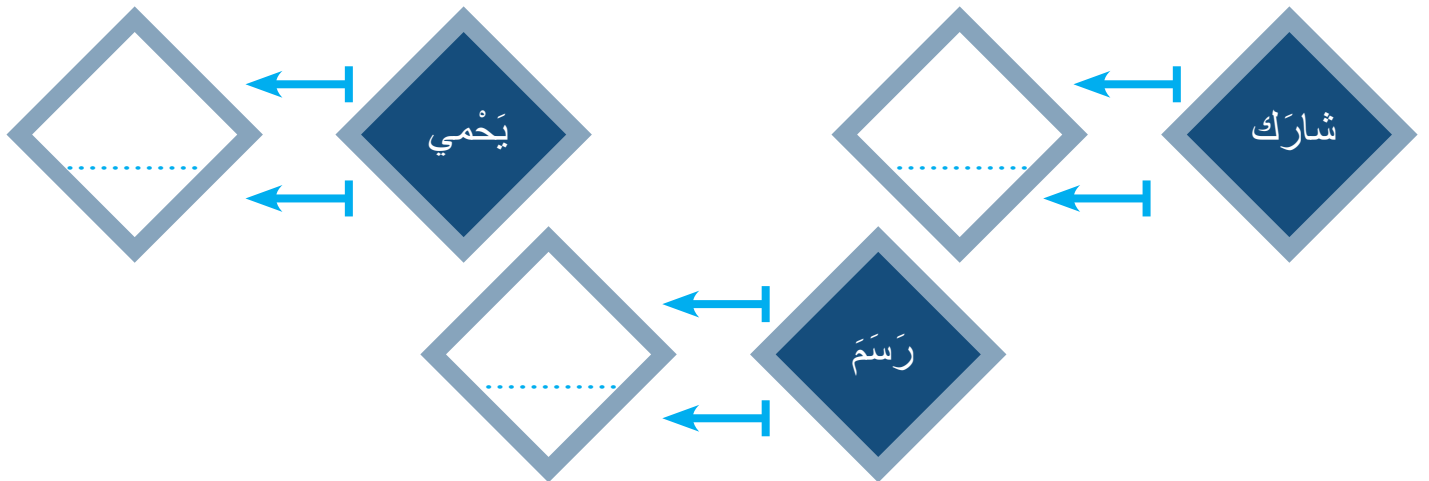 شارَك
يَحْمي
رَسَمَ